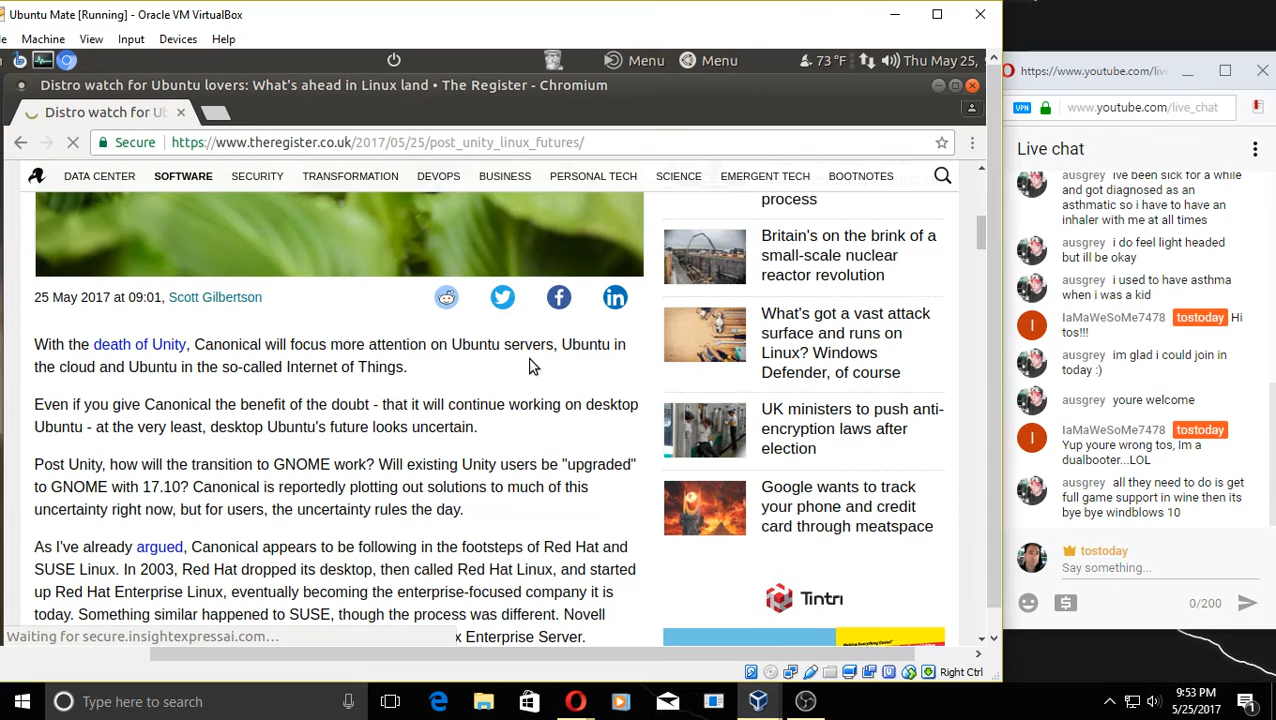 Ubuntu Mate [Running] - Oracle VM VirtualBox
Machine View Input Devices Help
Menu Menu 73 °F Thu May 25,
Distro watch for Ubuntu lovers: What's ahead in Linux land • The Register - Chromium
Distro watch for Ub
Secure https://www.theregister.co.uk/2017/05/25/post_unity_linux_futures/
DATA CENTER SOFTWARE SECURITY TRANSFORMATION DEVOPS BUSINESS PERSONAL TECH SCIENCE EMERGENT TECH BOOTNOTES
25 May 2017 at 09:01, Scott Gilbertson
With the death of Unity, Canonical will focus more attention on Ubuntu servers, Ubuntu in
the cloud and Ubuntu in the so-called Internet of Things.
Even if you give Canonical the benefit of the doubt - that it will continue working on desktop
Ubuntu - at the very least, desktop Ubuntu's future looks uncertain.
Post Unity, how will the transition to GNOME work? Will existing Unity users be "upgraded"
to GNOME with 17.10? Canonical is reportedly plotting out solutions to much of this
uncertainty right now, but for users, the uncertainty rules the day.
As I've already argued, Canonical appears to be following in the footsteps of Red Hat and
SUSE Linux. In 2003, Red Hat dropped its desktop, then called Red Hat Linux, and started
up Red Hat Enterprise Linux, eventually becoming the enterprise-focused company it is
today. Something similar happened to SUSE, though the process was different. Novell
x Enterprise Server.
Waiting for secure.insightexpressai.com...
process
Britain's on the brink of a
small-scale nuclear
reactor revolution
What's got a vast attack
surface and runs on
Linux? Windows
Defender, of course
UK ministers to push anti-
encryption laws after
election
Google wants to track
your phone and credit
card through meatspace
Tintri
Right Ctrl
https://www.youtube.com/live
VPN www.youtube.com/live_chat
Live chat
ausgrey ive been sick for a while
and got diagnosed as an
asthmatic so i have to have an
inhaler with me at all times
ausgrey i do feel light headed
but ill be okay
ausgrey i used to have asthma
when i was a kid
I IaMaWeSoMe7478 tostoday Hi
tos!!!
ausgrey im glad i could join in
today :)
ausgrey youre welcome
I IaMaWeSoMe7478 tostoday
Yup youre wrong tos, Im a
dualbooter...LOL
ausgrey all they need to do is get
full game support in wine then its
bye bye windblows 10
tostoday
Say something...
0/200
Type here to search
9:53 PM
5/25/2017
1